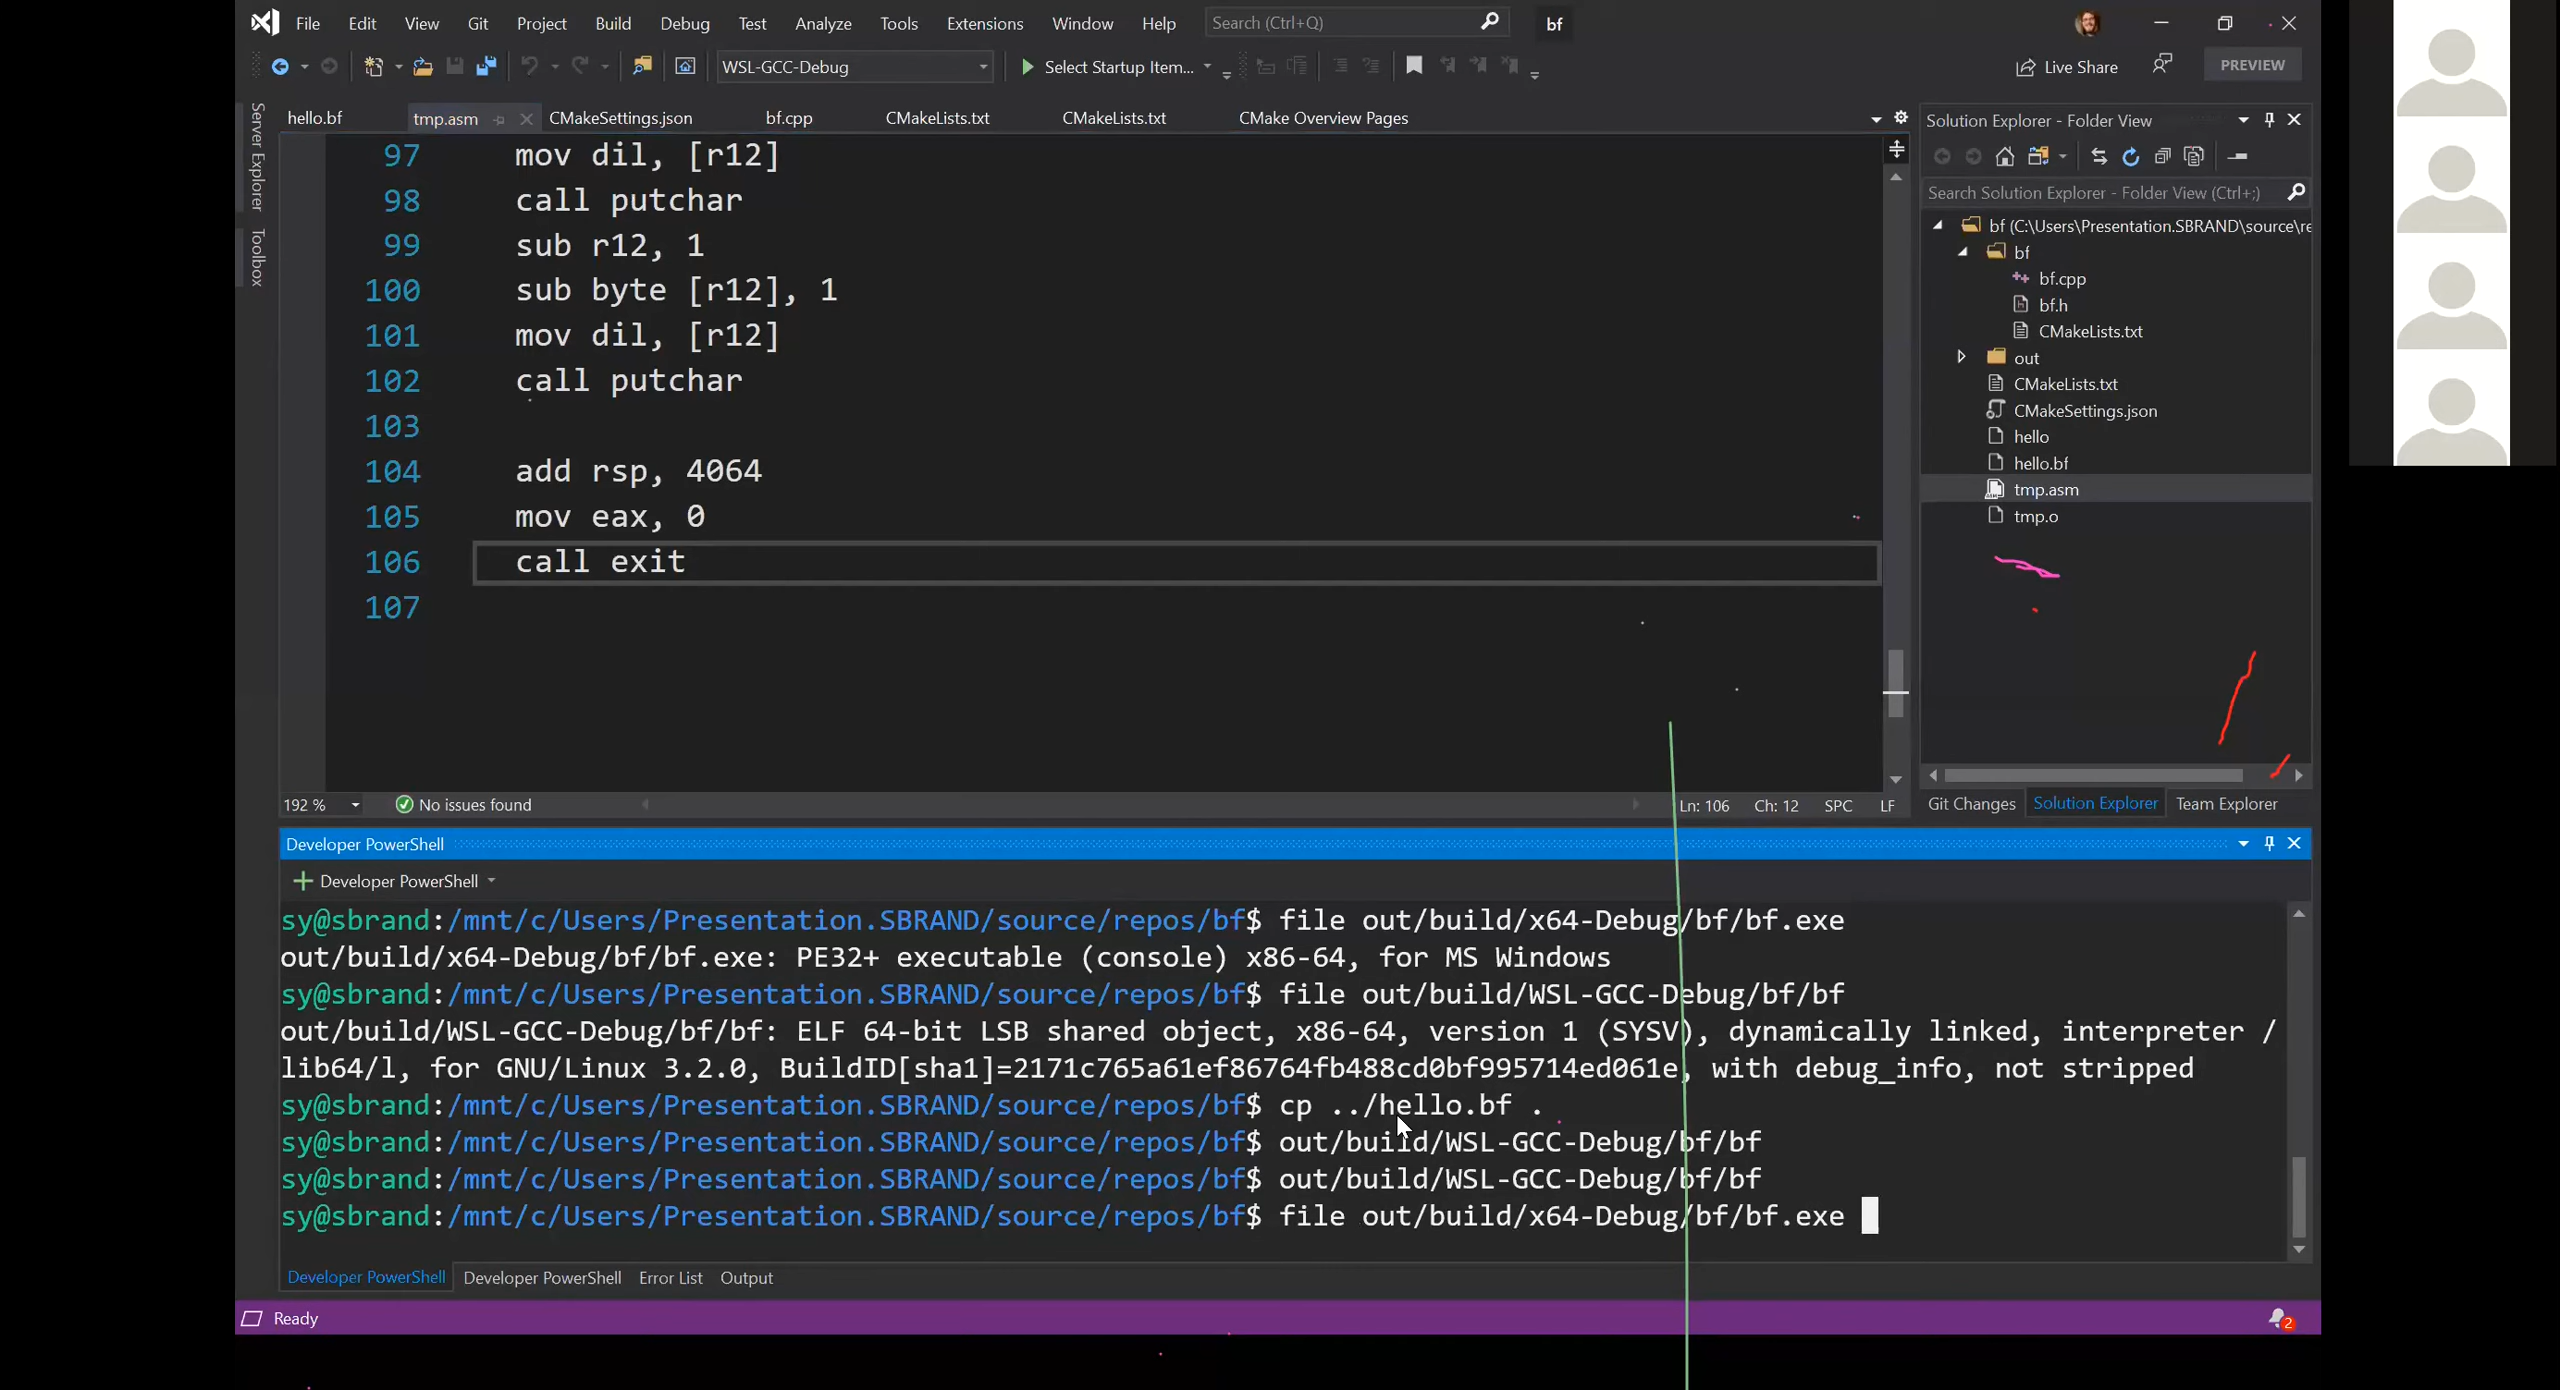 File Edit View Git Project Build Debug Test Analyze Tools Extensions Window Help Search (Ctrl+Q) bf
WSL-GCC-Debug Select Startup Item... Live Share PREVIEW
Server Explorer
Toolbox
hello.bf tmp.asm CMakeSettings.json bf.cpp CMakeLists.txt CMakeLists.txt CMake Overview Pages
97 mov dil, [r12]
98 call putchar
99 sub r12, 1
100 sub byte [r12], 1
101 mov dil, [r12]
102 call putchar
103
104 add rsp, 4064
105 mov eax, 0
106 call exit
107
192 % No issues found Ln: 106 Ch: 12 SPC LF
Solution Explorer - Folder View
Search Solution Explorer - Folder View (Ctrl+;)
bf (C:\Users\Presentation.SBRAND\source\re
bf
bf.cpp
bf.h
CMakeLists.txt
out
CMakeLists.txt
CMakeSettings.json
hello
hello.bf
tmp.asm
tmp.o
Git Changes Solution Explorer Team Explorer
Developer PowerShell
Developer PowerShell
sy@sbrand:/mnt/c/Users/Presentation.SBRAND/source/repos/bf$ file out/build/x64-Debug/bf/bf.exe
out/build/x64-Debug/bf/bf.exe: PE32+ executable (console) x86-64, for MS Windows
sy@sbrand:/mnt/c/Users/Presentation.SBRAND/source/repos/bf$ file out/build/WSL-GCC-Debug/bf/bf
out/build/WSL-GCC-Debug/bf/bf: ELF 64-bit LSB shared object, x86-64, version 1 (SYSV), dynamically linked, interpreter /
lib64/l, for GNU/Linux 3.2.0, BuildID[sha1]=2171c765a61ef86764fb488cd0bf995714ed061e, with debug_info, not stripped
sy@sbrand:/mnt/c/Users/Presentation.SBRAND/source/repos/bf$ cp ../hello.bf .
sy@sbrand:/mnt/c/Users/Presentation.SBRAND/source/repos/bf$ out/build/WSL-GCC-Debug/bf/bf
sy@sbrand:/mnt/c/Users/Presentation.SBRAND/source/repos/bf$ out/build/WSL-GCC-Debug/bf/bf
sy@sbrand:/mnt/c/Users/Presentation.SBRAND/source/repos/bf$ file out/build/x64-Debug/bf/bf.exe
Developer PowerShell Developer PowerShell Error List Output
Ready 2